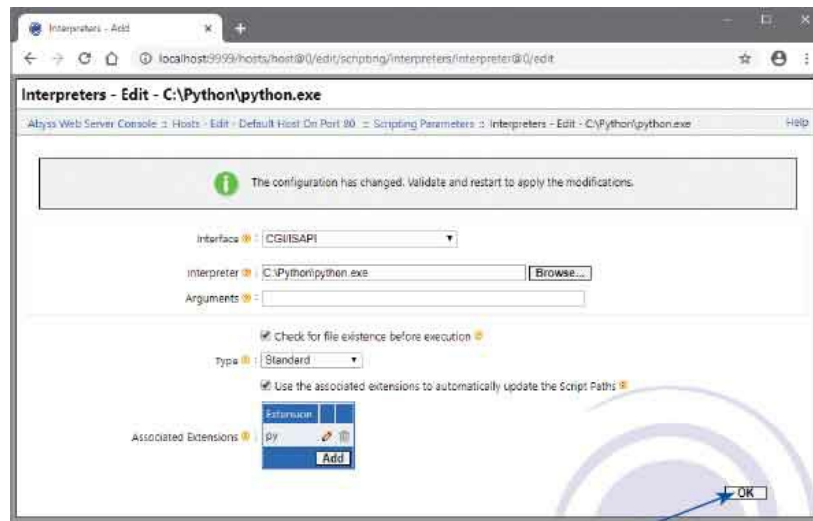 Interpreters - Add
localhost:9999/hosts/host@0/edit/scripting/interpreters/interpreter@0/edit
Interpreters - Edit - C:\Python\python.exe
Abyss Web Server Console :: Hosts - Edit - Default Host On Port 80 :: Scripting Parameters :: Interpreters - Edit - C:\Python\python.exe Help
The configuration has changed. Validate and restart to apply the modifications.
Interface : CGI/ISAPI
Interpreter : C:\Python\python.exe Browse...
Arguments :
Check for file existence before execution
Type : Standard
Use the associated extensions to automatically update the Script Paths
Extension
Associated Extensions : py
Add
OK